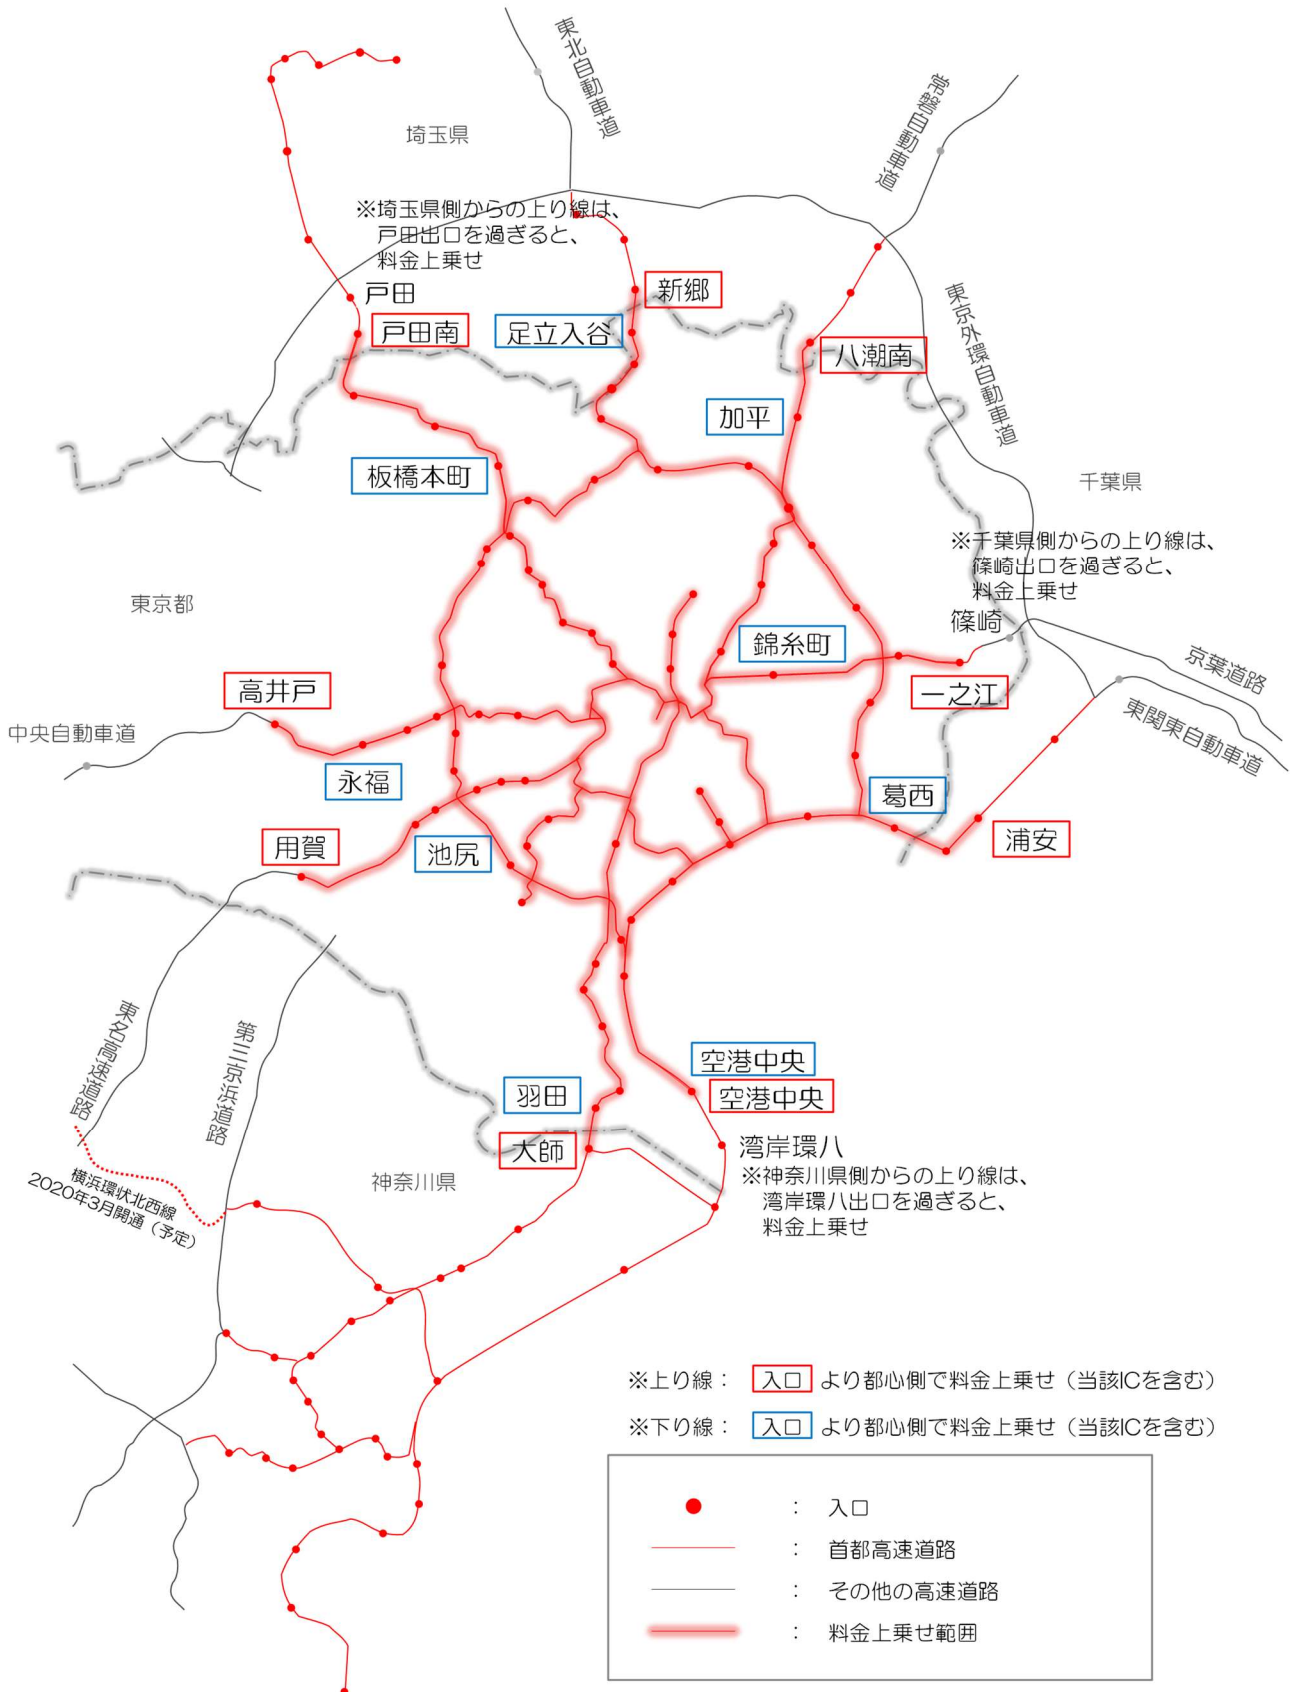 東北自動車道
常磐自動車道
埼玉県
※埼玉県側からの上り線は、
戸田出口を過ぎると、
料金上乗せ
新郷
戸田
戸田南
足立入谷
八潮南
東京外環自動車道
加平
板橋本町
千葉県
※千葉県側からの上り線は、
篠崎出口を過ぎると、
料金上乗せ
東京都
篠崎
錦糸町
京葉道路
高井戸
一之江
東関東自動車道
中央自動車道
永福
葛西
用賀
池尻
浦安
東名高速道路
第三京浜道路
空港中央
羽田
空港中央
大師
湾岸環八
※神奈川県側からの上り線は、
湾岸環八出口を過ぎると、
料金上乗せ
神奈川県
横浜環状北西線
2020年3月開通（予定）
※上り線： 入口 より都心側で料金上乗せ（当該ICを含む）
※下り線： 入口 より都心側で料金上乗せ（当該ICを含む）
： 入口
： 首都高速道路
： その他の高速道路
： 料金上乗せ範囲